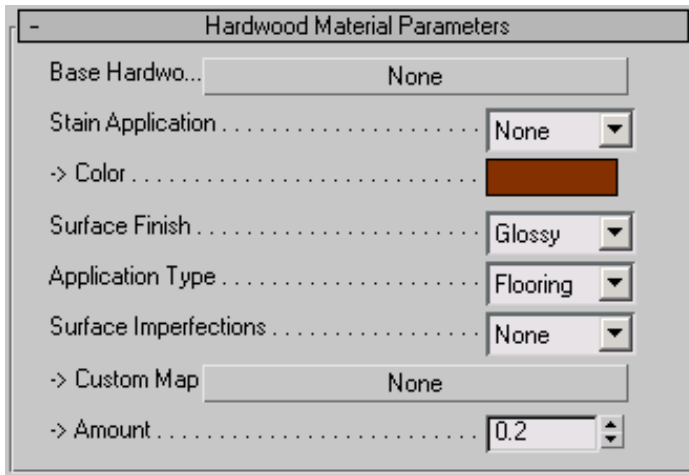 - Hardwood Material Parameters
Base Hardwo... None
Stain Application . . . . . . . . . . . . . . . . . . . . . . None
-> Color . . . . . . . . . . . . . . . . . . . . . . . . . . . . .
Surface Finish . . . . . . . . . . . . . . . . . . . . . . . . Glossy
Application Type . . . . . . . . . . . . . . . . . . . . . . Flooring
Surface Imperfections . . . . . . . . . . . . . . . . . . None
-> Custom Map None
-> Amount . . . . . . . . . . . . . . . . . . . . . . . . . . . 0.2